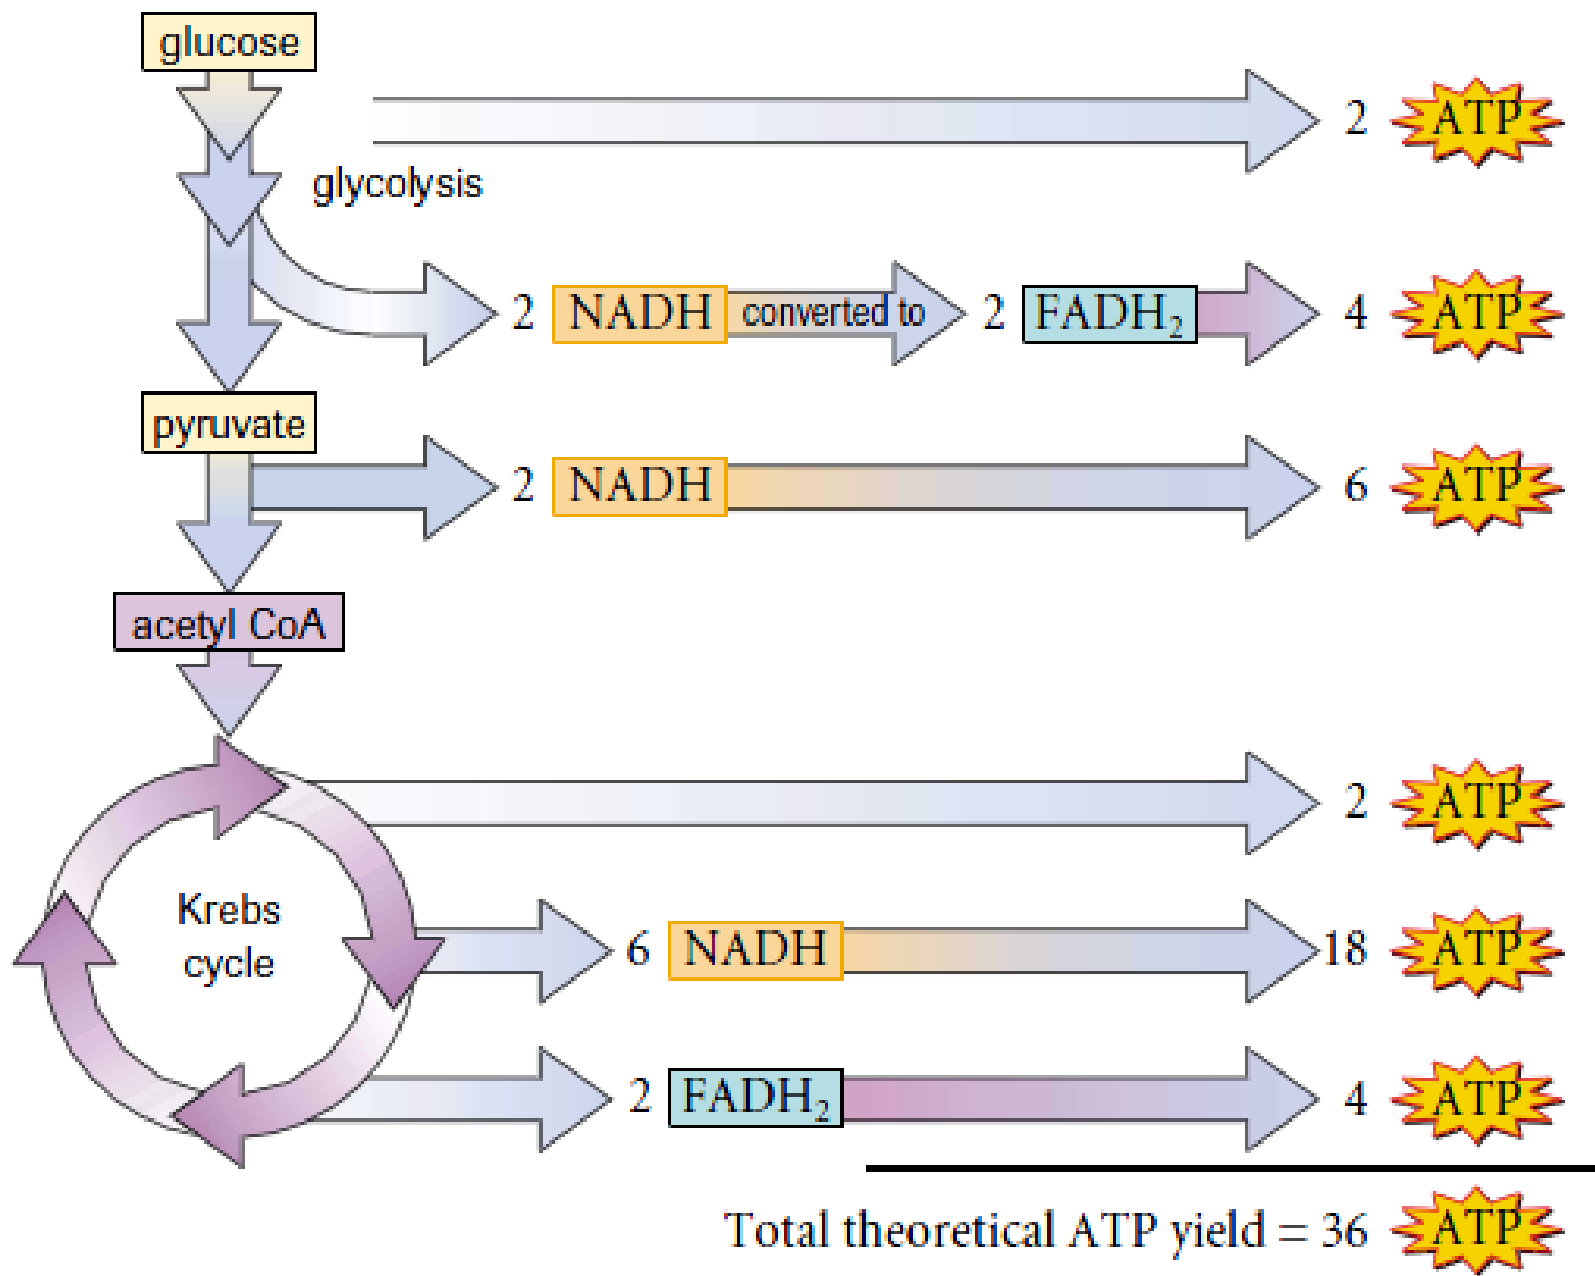 glucose
2 ATP
glycolysis
2 NADH converted to 2 FADH₂ 4 ATP
pyruvate
2 NADH 6 ATP
acetyl CoA
2 ATP
Krebs
cycle
6 NADH 18 ATP
2 FADH₂ 4 ATP
Total theoretical ATP yield = 36 ATP